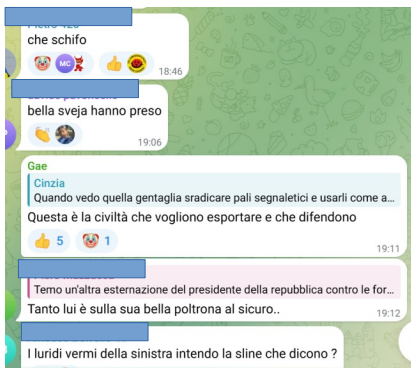 che schifo
MC
18:46
bella sveja hanno preso
19:06
Gae
Cinzia
Quando vedo quella gentaglia sradicare pali segnaletici e usarli come a...
Questa è la civiltà che vogliono esportare e che difendono
5 1
19:11
Temo un'altra esternazione del presidente della repubblica contro le for...
Tanto lui è sulla sua bella poltrona al sicuro..
19:12
I luridi vermi della sinistra intendo la sline che dicono ?